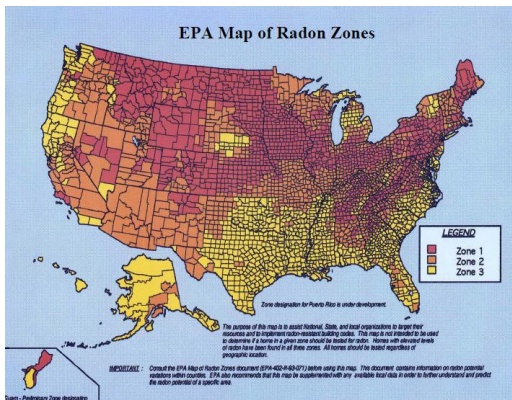 EPA Map of Radon Zones
LEGEND
Zone 1
Zone 2
Zone 3
Zone designation for Puerto Rico is under development.
The purpose of this map is to assist National, State, and local organizations to target their
resources and to implement radon-resistant building codes. This map is not intended to be used
to determine if a home in a given zone should be tested for radon. Homes with elevated levels
of radon have been found in all three zones. All homes should be tested regardless of
geographic location.
IMPORTANT : Consult the EPA Map of Radon Zones document (EPA-402-R-93-071) before using this map. This document contains information on radon potential
variations within counties. EPA also recommends that this map be supplemented with any available local data in order to further understand and predict
the radon potential of a specific area.
Guam - Preliminary Zone designation